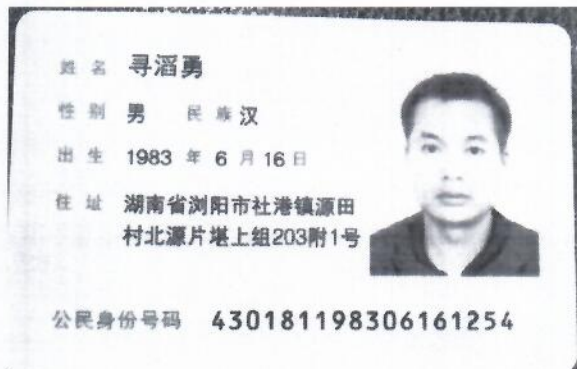 姓名 寻滔勇
性别 男 民族 汉
出生 1983 年 6 月 16 日
住址 湖南省浏阳市社港镇源田
村北源片堪上组203附1号
公民身份号码 430181198306161254